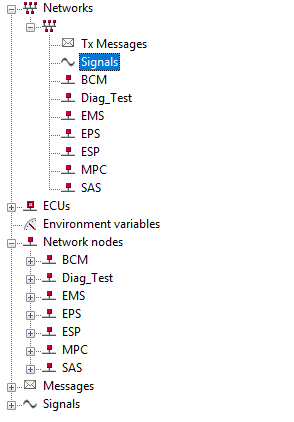 Networks
Tx Messages
Signals
BCM
Diag_Test
EMS
EPS
ESP
MPC
SAS
ECUs
Environment variables
Network nodes
BCM
Diag_Test
EMS
EPS
ESP
MPC
SAS
Messages
Signals